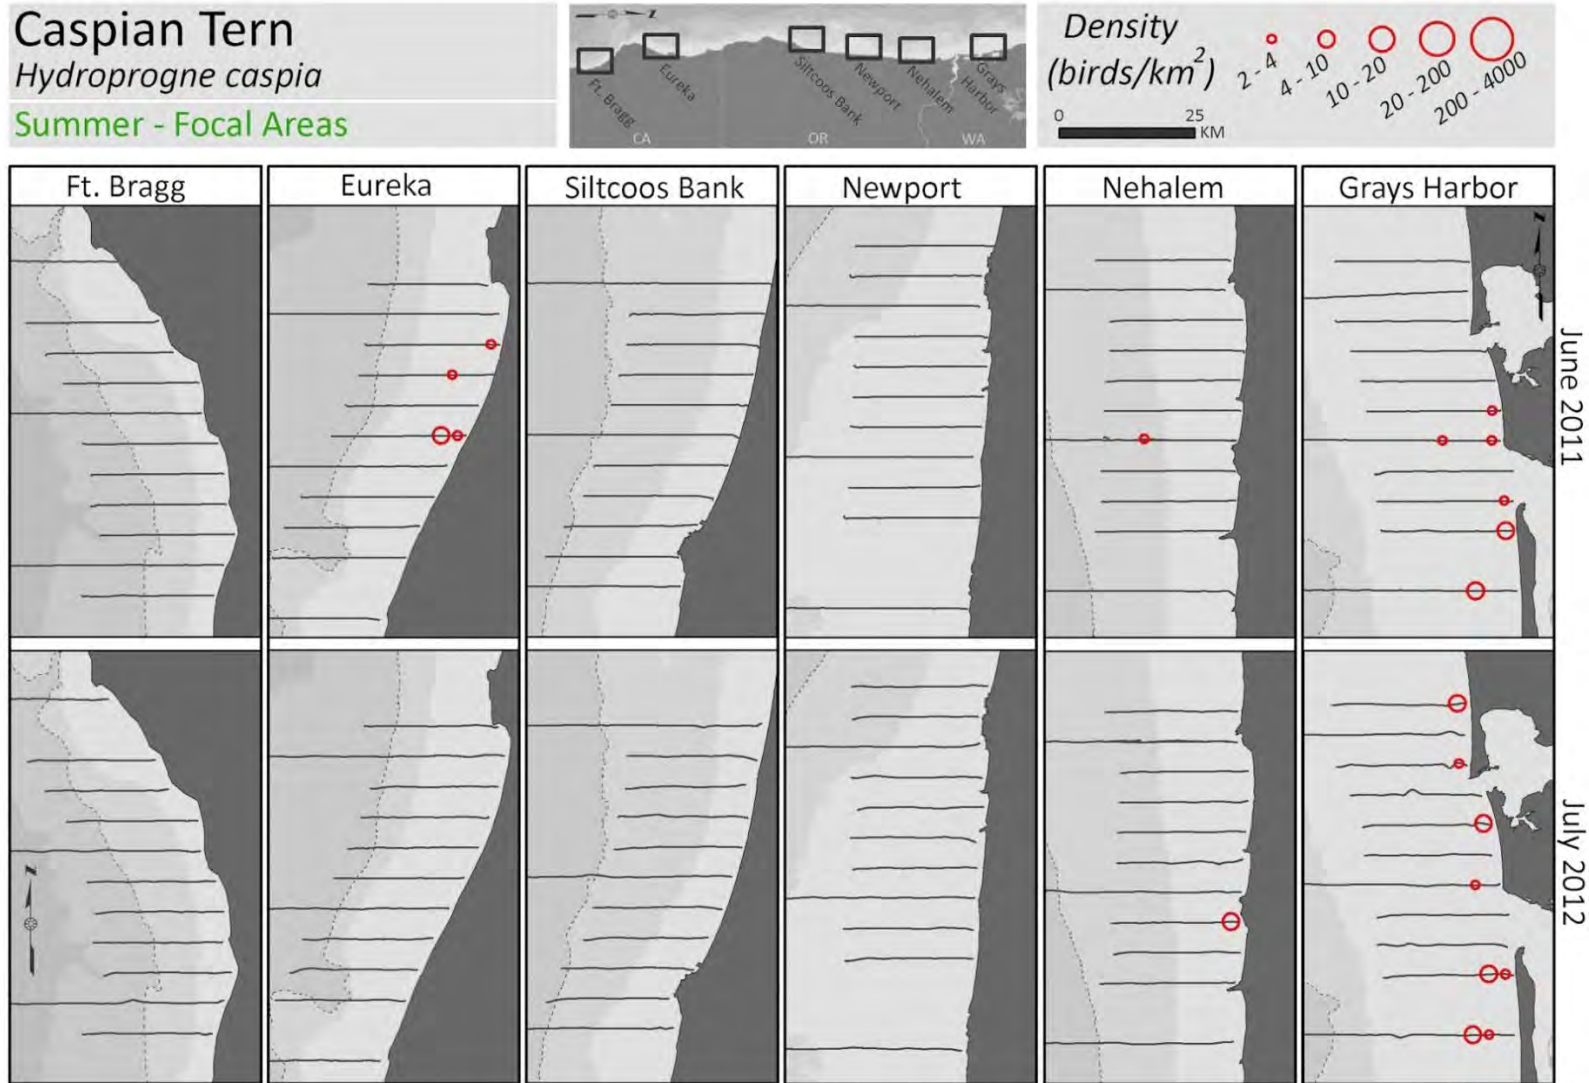 Caspian Tern
Hydroprogne caspia
Summer - Focal Areas
Z
Ft. Bragg
Eureka
Siltcoos Bank
Newport
Nehalem
Grays Harbor
CA
OR
WA
Density
(birds/km²)
2 - 4
4 - 10
10 - 20
20 - 200
200 - 4000
0
25
KM
Ft. Bragg
Eureka
Siltcoos Bank
Newport
Nehalem
Grays Harbor
Z
June 2011
Z
July 2012